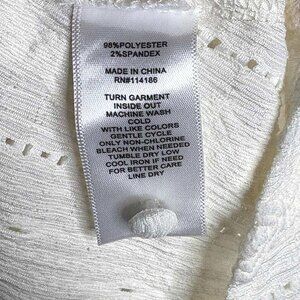 98%POLYESTER
2%SPANDEX
MADE IN CHINA
RN#114186
TURN GARMENT
INSIDE OUT
MACHINE WASH
COLD
WITH LIKE COLORS
GENTLE CYCLE
ONLY NON-CHLORINE
BLEACH WHEN NEEDED
TUMBLE DRY LOW
COOL IRON IF NEED
FOR BETTER CARE
LINE DRY